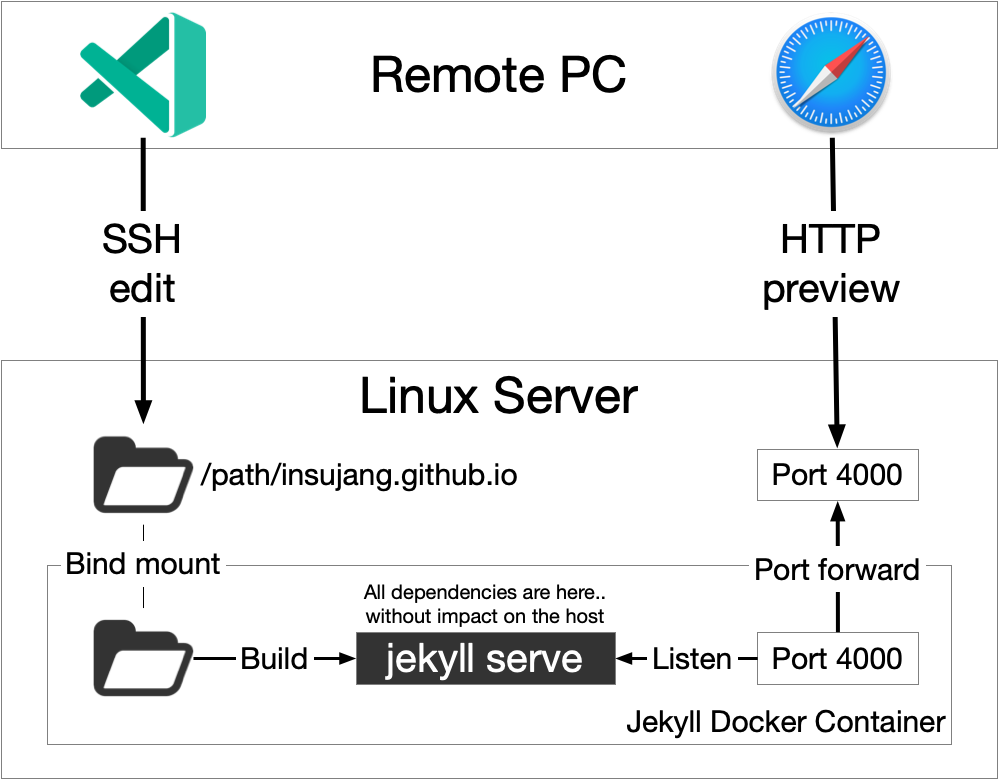 Remote PC
SSH
edit
HTTP
preview
Linux Server
/path/insujang.github.io
Port 4000
Bind mount
Port forward
All dependencies are here..
without impact on the host
Build
jekyll serve
Listen
Port 4000
Jekyll Docker Container